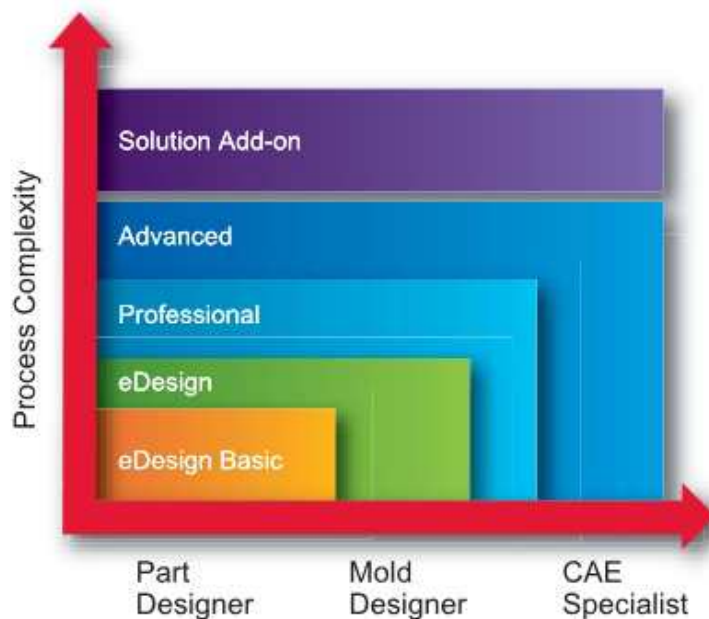 Process Complexity
Solution Add-on
Advanced
Professional
eDesign
eDesign Basic
Part
Designer
Mold
Designer
CAE
Specialist